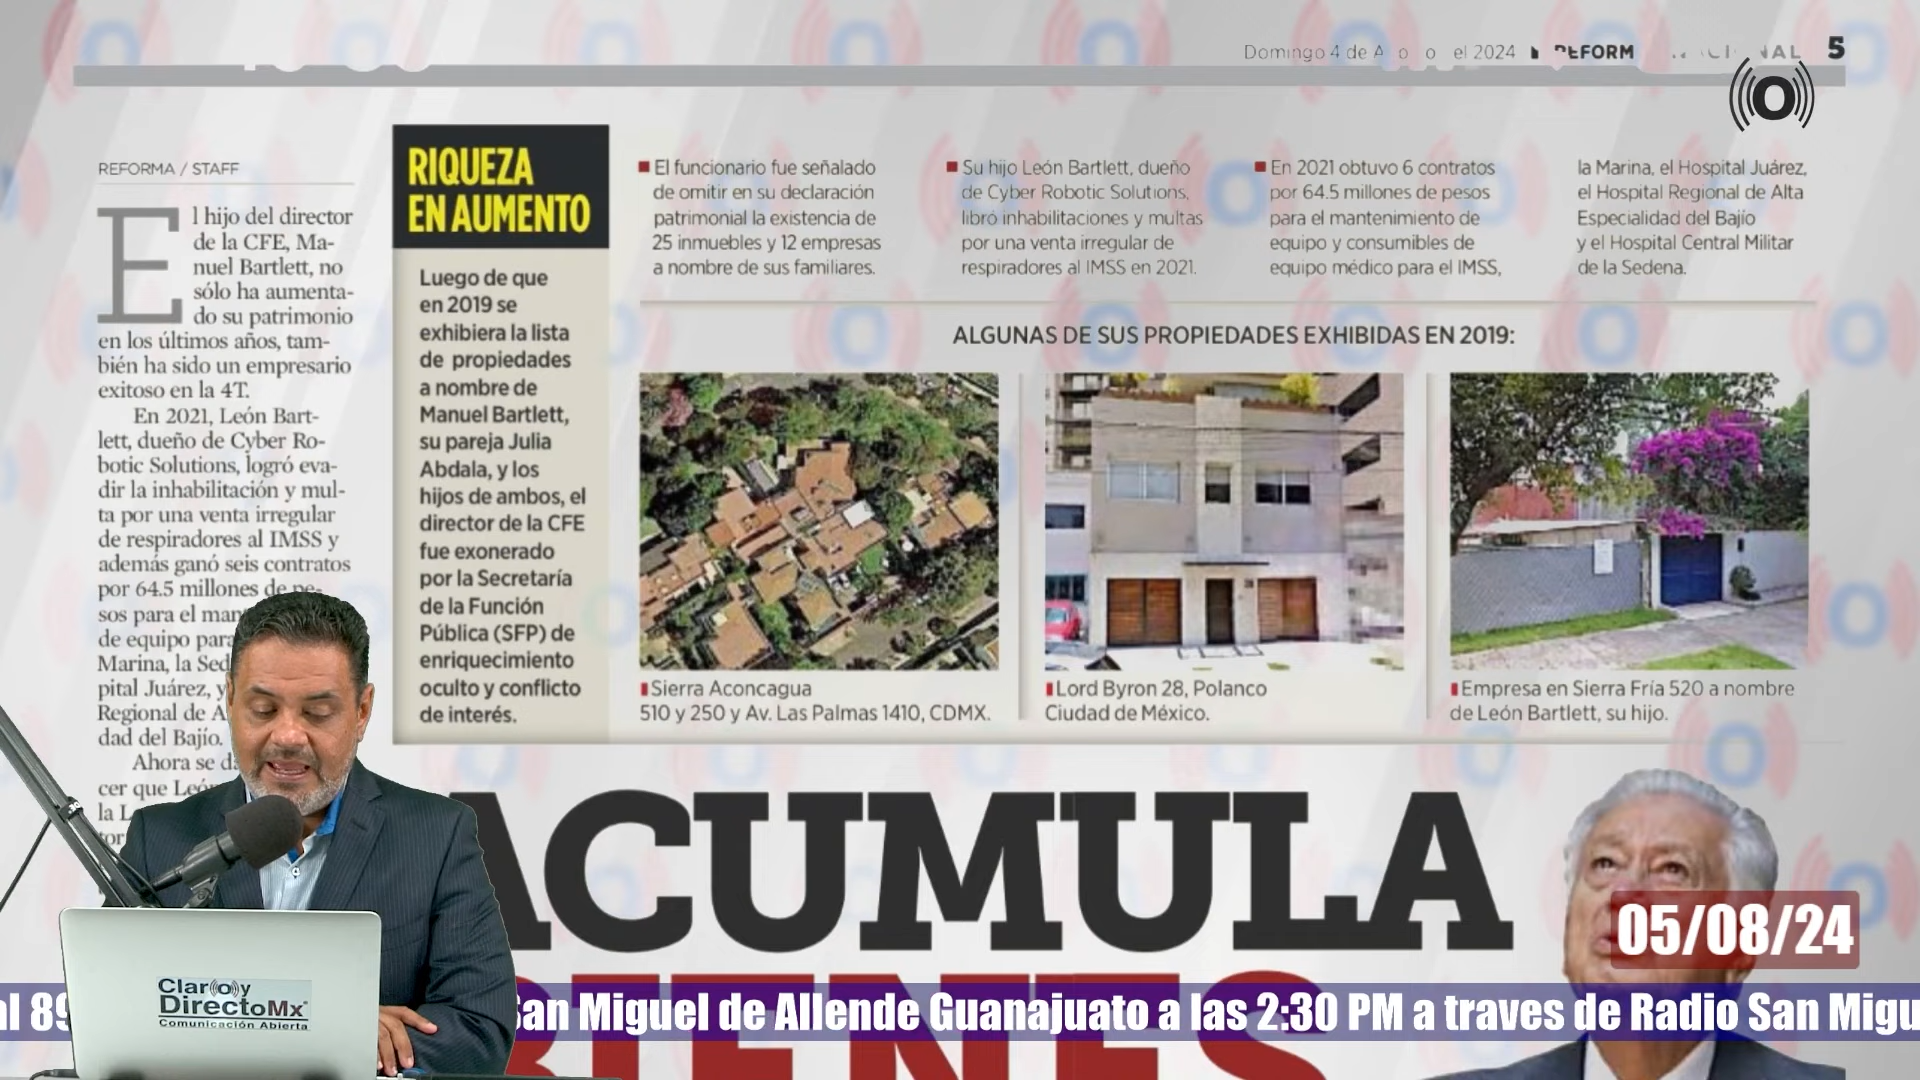 Domingo 4 de
el 2024
5
REFORMA / STAFF
El hijo del director
de la CFE, Ma-
nuel Bartlett, no
sólo ha aumenta-
do su patrimonio
en los últimos años, tam-
bién ha sido un empresario
exitoso en la 4T.
En 2021, León Bart-
lett, dueño de Cyber Ro-
botic Solutions, logró eva-
dir la inhabilitación y mul-
ta por una venta irregular
de respiradores al IMSS y
además ganó seis contratos
por 64.5 millones de pe-
sos para el man
de equipo para
Marina, la Sed
pital Juárez, y
Regional de A
dad del Bajío.
Ahora se d
cer que León
la L
tor
RIQUEZA
EN AUMENTO
Luego de que
en 2019 se
exhibiera la lista
de propiedades
a nombre de
Manuel Bartlett,
su pareja Julia
Abdala, y los
hijos de ambos, el
director de la CFE
fue exonerado
por la Secretaría
de la Función
Pública (SFP) de
enriquecimiento
oculto y conflicto
de interés.
El funcionario fue señalado
de omitir en su declaración
patrimonial la existencia de
25 inmuebles y 12 empresas
a nombre de sus familiares.
Su hijo León Bartlett, dueño
de Cyber Robotic Solutions,
libró inhabilitaciones y multas
por una venta irregular de
respiradores al IMSS en 2021.
En 2021 obtuvo 6 contratos
por 64.5 millones de pesos
para el mantenimiento de
equipo y consumibles de
equipo médico para el IMSS,
la Marina, el Hospital Juárez,
el Hospital Regional de Alta
Especialidad del Bajío
y el Hospital Central Militar
de la Sedena.
ALGUNAS DE SUS PROPIEDADES EXHIBIDAS EN 2019:
Sierra Aconcagua
510 y 250 y Av. Las Palmas 1410, CDMX.
Lord Byron 28, Polanco
Ciudad de México.
Empresa en Sierra Fría 520 a nombre
de León Bartlett, su hijo.
ACUMULA
BIENES
05/08/24
al 89
San Miguel de Allende Guanajuato a las 2:30 PM a traves de Radio San Migu
Claro y
DirectoMx
Comunicación Abierta